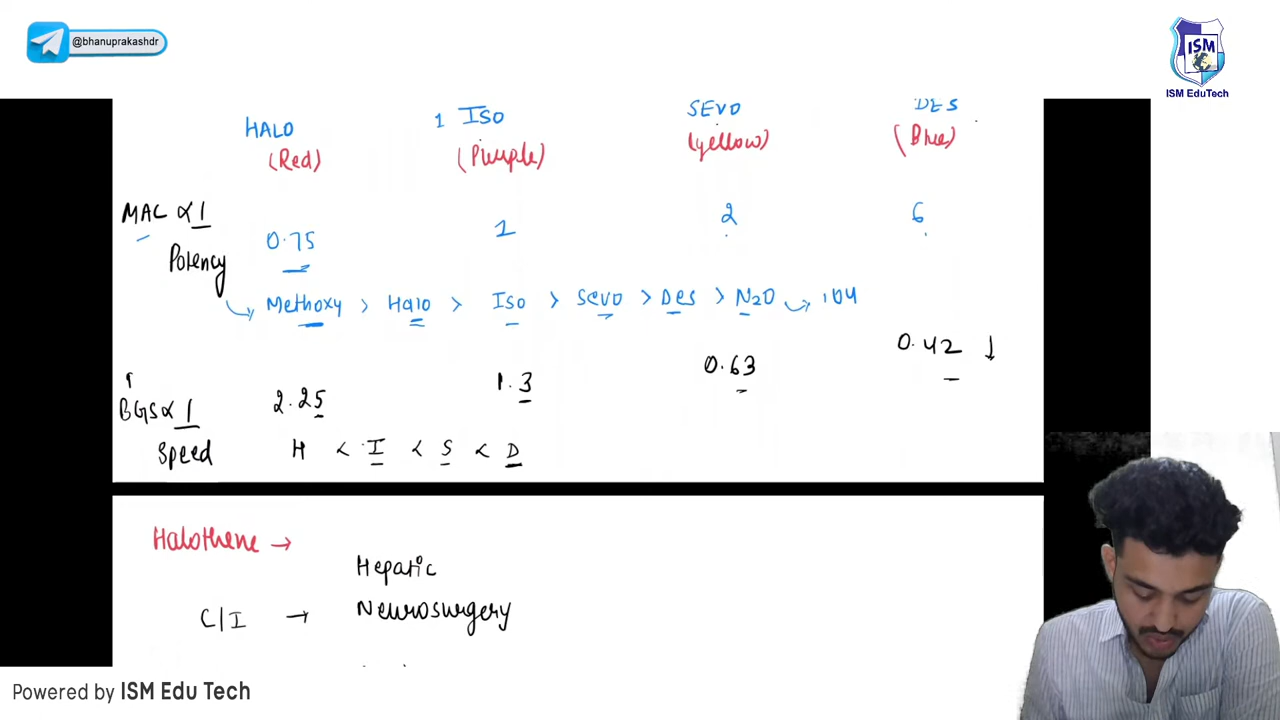 @bhanuprakashdr
ISM
ISM EduTech
HALO 1 ISO SEVO DES
(Red) (Purple) (yellow) (Blue)
MAC ∝ 1
Potency
0.75 1 2 6
Methoxy > Halo > Iso > Sevo > Des > N2O → 104
BGS ∝ 1
Speed
2.25 1.3 0.63 0.42 ↓
H < I < S < D
Halothene →
Hepatic
C/I → Neurosurgery
Powered by ISM Edu Tech